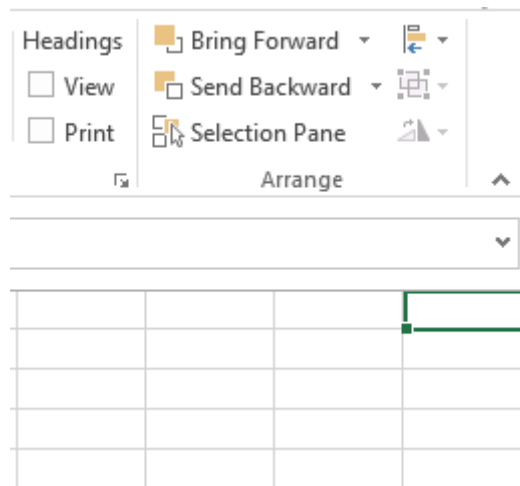 Headings
View
Print
Bring Forward
Send Backward
Selection Pane
Arrange